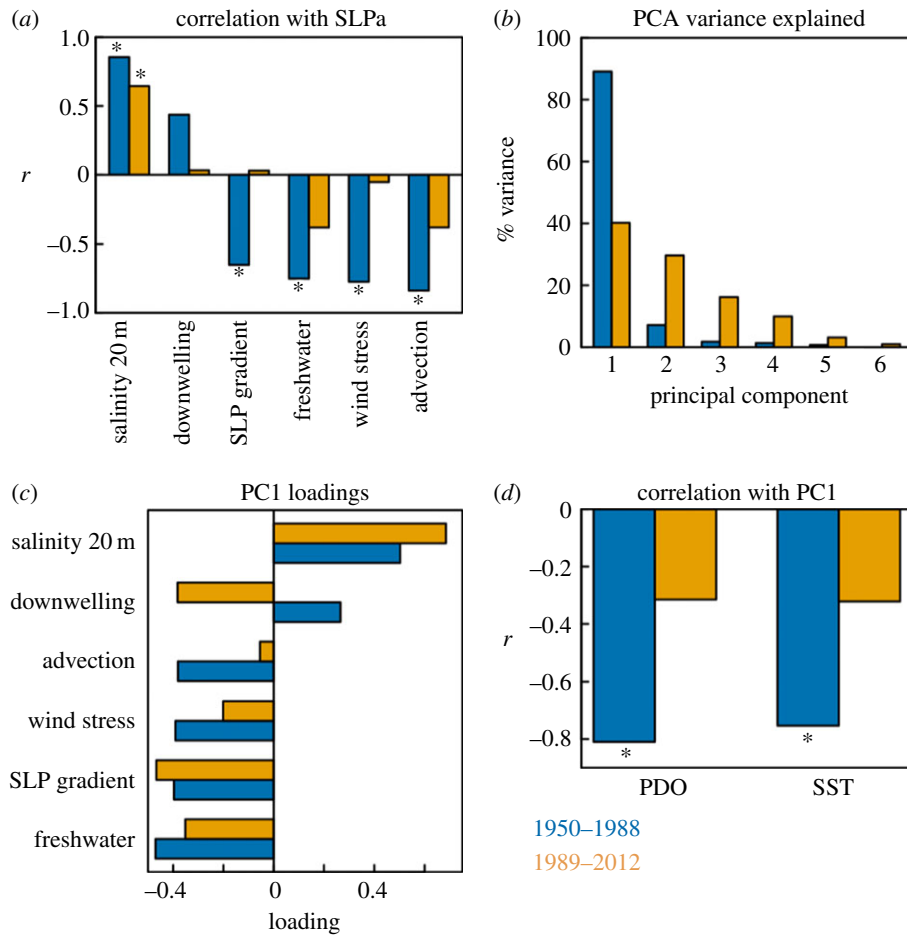 (a) correlation with SLPa
1.0
0.5
0
–0.5
–1.0
r
* * * * * *
salinity 20 m
downwelling
SLP gradient
freshwater
wind stress
advection
(b) PCA variance explained
100
80
60
40
20
0
% variance
1 2 3 4 5 6
principal component
(c) PC1 loadings
salinity 20 m
downwelling
advection
wind stress
SLP gradient
freshwater
–0.4 0 0.4
loading
(d) correlation with PC1
0
–0.2
–0.4
–0.6
–0.8
r
* *
PDO SST
1950–1988
1989–2012